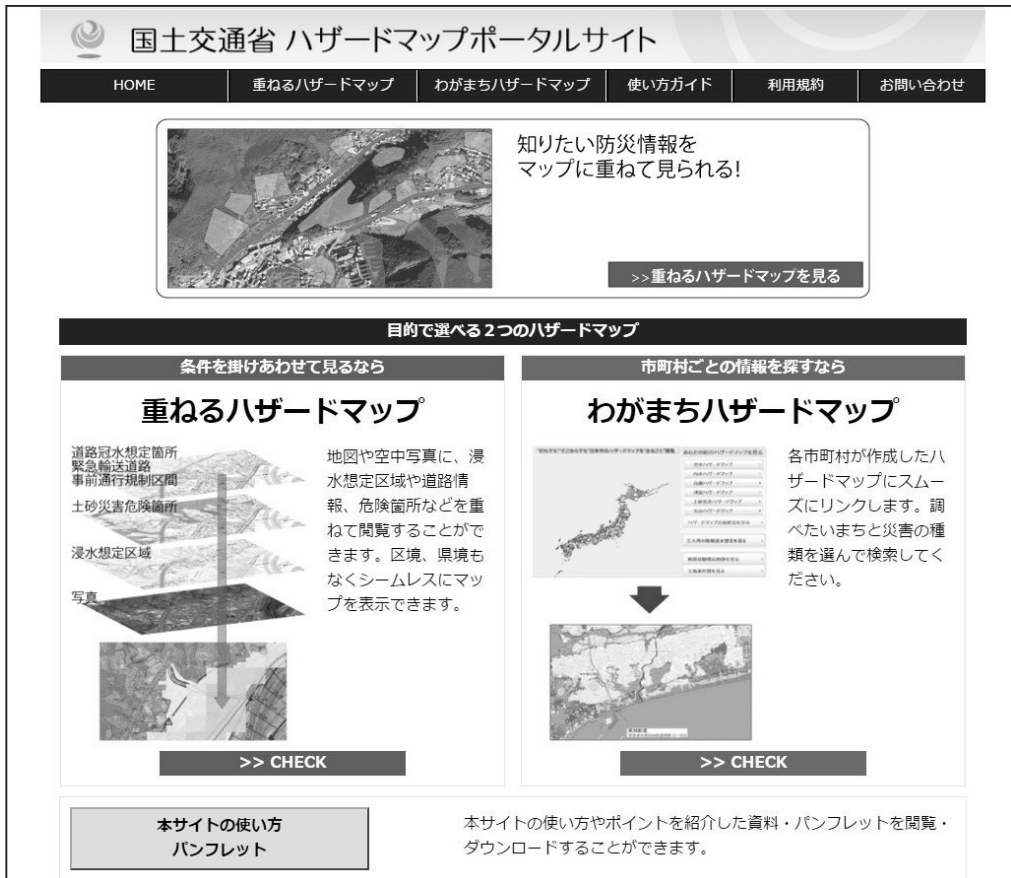 国土交通省 ハザードマップポータルサイト
HOME
重ねるハザードマップ
わがまちハザードマップ
使い方ガイド
利用規約
お問い合わせ
知りたい防災情報を
マップに重ねて見られる!
>>重ねるハザードマップを見る
目的で選べる2つのハザードマップ
条件を掛けあわせて見るなら
重ねるハザードマップ
道路冠水想定箇所
緊急輸送道路
事前通行規制区間
土砂災害危険箇所
浸水想定区域
写真
地図や空中写真に、浸
水想定区域や道路情
報、危険箇所などを重
ねて閲覧することがで
きます。区境、県境も
なくシームレスにマッ
プを表示できます。
>> CHECK
市町村ごとの情報を探すなら
わがまちハザードマップ
各市町村が作成したハ
ザードマップにスムー
ズにリンクします。調
べたいまちと災害の種
類を選んで検索してく
ださい。
>> CHECK
本サイトの使い方
パンフレット
本サイトの使い方やポイントを紹介した資料・パンフレットを閲覧・
ダウンロードすることができます。